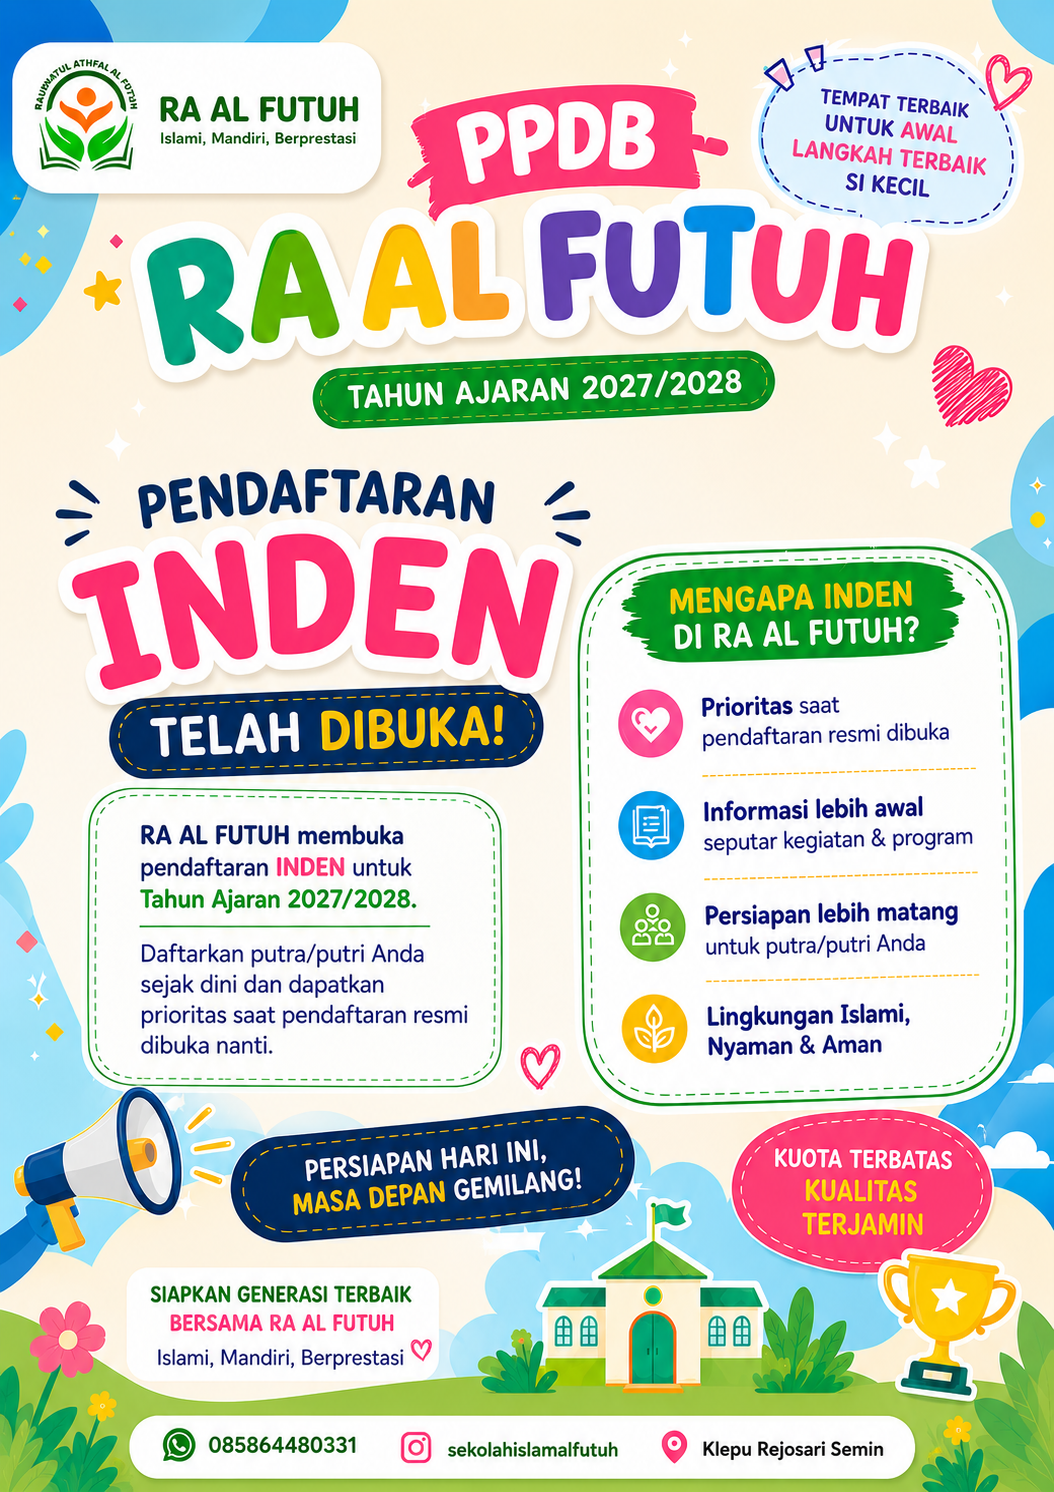 RAUDHATUL ATHFAL AL FUTUH
RA AL FUTUH
Islami, Mandiri, Berprestasi
PPDB
RA AL FUTUH
TAHUN AJARAN 2027/2028
TEMPAT TERBAIK
UNTUK AWAL
LANGKAH TERBAIK
SI KECIL
PENDAFTARAN
INDEN
TELAH DIBUKA!
RA AL FUTUH membuka
pendaftaran INDEN untuk
Tahun Ajaran 2027/2028.
Daftarkan putra/putri Anda
sejak dini dan dapatkan
prioritas saat pendaftaran resmi
dibuka nanti.
MENGAPA INDEN
DI RA AL FUTUH?
Prioritas saat
pendaftaran resmi dibuka
Informasi lebih awal
seputar kegiatan & program
Persiapan lebih matang
untuk putra/putri Anda
Lingkungan Islami,
Nyaman & Aman
PERSIAPAN HARI INI,
MASA DEPAN GEMILANG!
KUOTA TERBATAS
KUALITAS
TERJAMIN
SIAPKAN GENERASI TERBAIK
BERSAMA RA AL FUTUH
Islami, Mandiri, Berprestasi
085864480331
sekolahislamalfutuh
Klepu Rejosari Semin